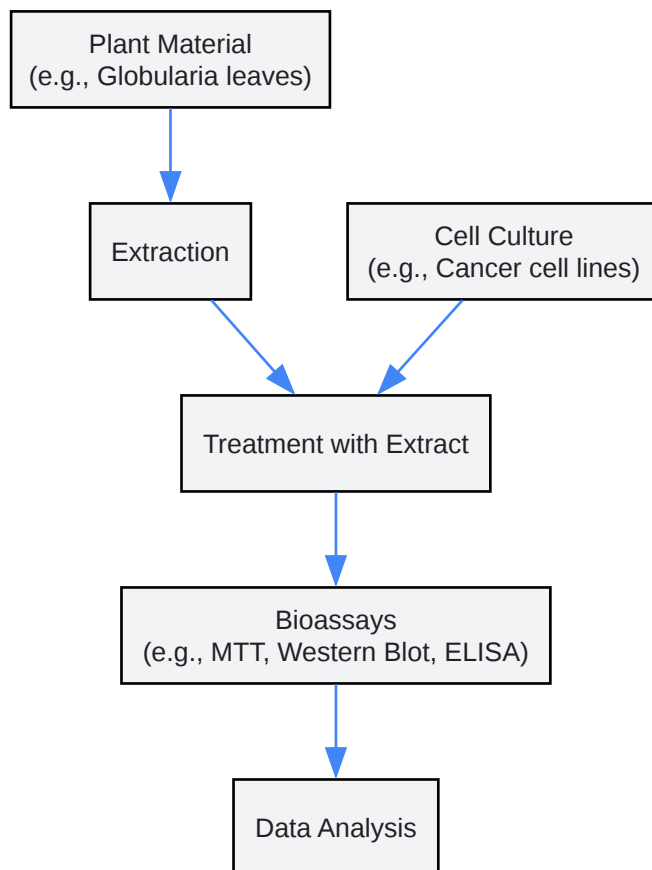 Plant Material
(e.g., Globularia leaves)
Extraction
Cell Culture
(e.g., Cancer cell lines)
Treatment with Extract
Bioassays
(e.g., MTT, Western Blot, ELISA)
Data Analysis